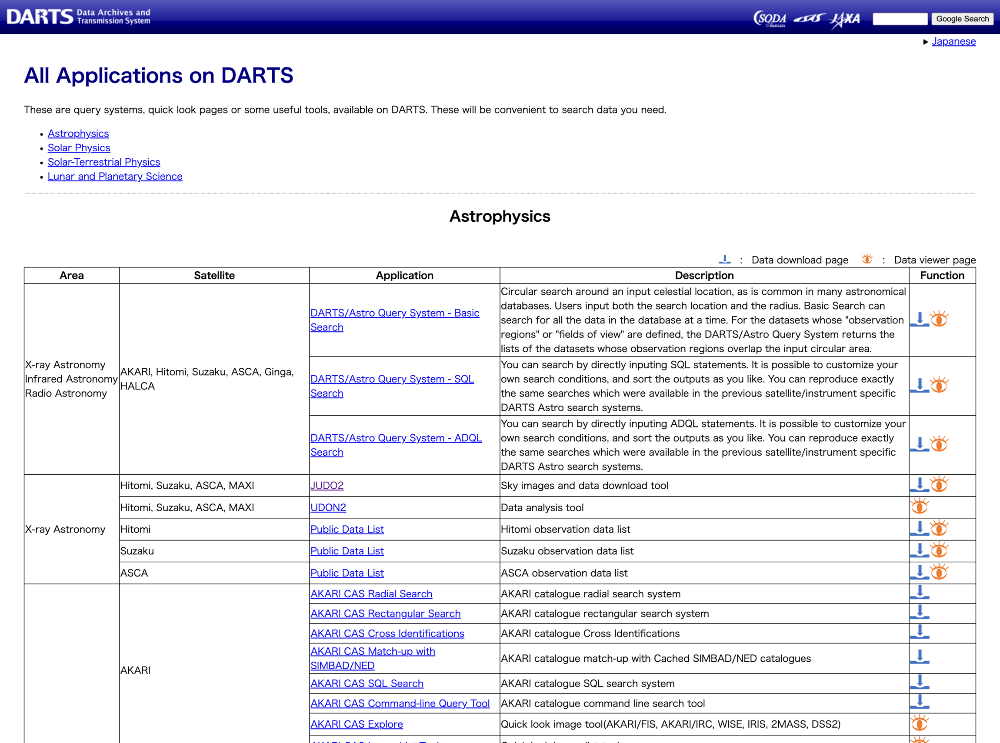 DARTS Data Archives and
Transmission System
SODA
ISAS
JAXA
Google Search
Japanese
All Applications on DARTS
These are query systems, quick look pages or some useful tools, available on DARTS. These will be convenient to search data you need.
Astrophysics
Solar Physics
Solar-Terrestrial Physics
Lunar and Planetary Science
Astrophysics
: Data download page : Data viewer page
Area Satellite Application Description Function
X-ray Astronomy
Infrared Astronomy
Radio Astronomy
AKARI, Hitomi, Suzaku, ASCA, Ginga,
HALCA
DARTS/Astro Query System - Basic
Search
Circular search around an input celestial location, as is common in many astronomical
databases. Users input both the search location and the radius. Basic Search can
search for all the data in the database at a time. For the datasets whose "observation
regions" or "fields of view" are defined, the DARTS/Astro Query System returns the
lists of the datasets whose observation regions overlap the input circular area.
DARTS/Astro Query System - SQL
Search
You can search by directly inputing SQL statements. It is possible to customize your
own search conditions, and sort the outputs as you like. You can reproduce exactly
the same searches which were available in the previous satellite/instrument specific
DARTS Astro search systems.
DARTS/Astro Query System - ADQL
Search
You can search by directly inputing ADQL statements. It is possible to customize your
own search conditions, and sort the outputs as you like. You can reproduce exactly
the same searches which were available in the previous satellite/instrument specific
DARTS Astro search systems.
X-ray Astronomy
Hitomi, Suzaku, ASCA, MAXI JUDO2 Sky images and data download tool
Hitomi, Suzaku, ASCA, MAXI UDON2 Data analysis tool
Hitomi Public Data List Hitomi observation data list
Suzaku Public Data List Suzaku observation data list
ASCA Public Data List ASCA observation data list
AKARI
AKARI CAS Radial Search AKARI catalogue radial search system
AKARI CAS Rectangular Search AKARI catalogue rectangular search system
AKARI CAS Cross Identifications AKARI catalogue Cross Identifications
AKARI CAS Match-up with
SIMBAD/NED
AKARI catalogue match-up with Cached SIMBAD/NED catalogues
AKARI CAS SQL Search AKARI catalogue SQL search system
AKARI CAS Command-line Query Tool AKARI catalogue command line search tool
AKARI CAS Explore Quick look image tool(AKARI/FIS, AKARI/IRC, WISE, IRIS, 2MASS, DSS2)